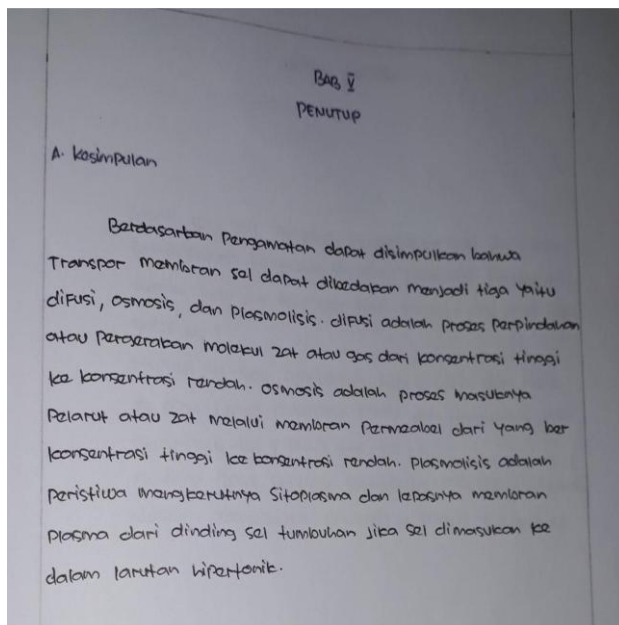 BAB V
PENUTUP
A. Kesimpulan
Berdasarkan Pengamatan dapat disimpulkan bahwa
Transpor membran sel dapat dibedakan menjadi tiga yaitu
difusi, osmosis, dan Plasmolisis. difusi adalah proses perpindahan
atau Pergerakan molekul zat atau gas dari konsentrasi tinggi
ke konsentrasi rendah. osmosis adalah proses masuknya
Pelarut atau zat melalui membran Permeabel dari yang ber
konsentrasi tinggi ke konsentrasi rendah. Plasmolisis adalah
peristiwa mengkerutnya Sitoplasma dan lepasnya membran
Plasma dari dinding sel tumbuhan jika sel dimasukan ke
dalam larutan hipertonik.